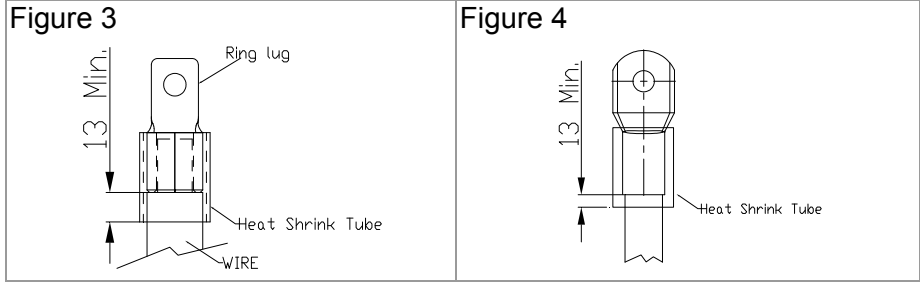 Figure 3
Ring lug
13 Min.
Heat Shrink Tube
WIRE
Figure 4
13 Min.
Heat Shrink Tube